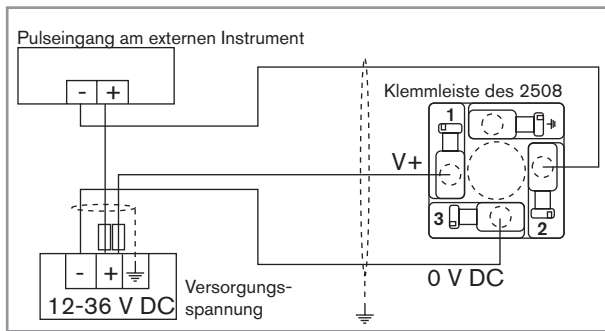 Pulseingang am externen Instrument
- +
Klemmleiste des 2508
1
V+
3
2
0 V DC
- +
12-36 V DC
Versorgungs-
spannung